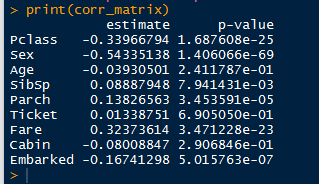 > print(corr_matrix)
estimate p-value
Pclass -0.33966794 1.687608e-25
Sex -0.54335138 1.406066e-69
Age -0.03930501 2.411787e-01
SibSp 0.08887948 7.941431e-03
Parch 0.13826563 3.453591e-05
Ticket 0.01338751 6.905050e-01
Fare 0.32373614 3.471228e-23
Cabin -0.08008847 2.906846e-01
Embarked -0.16741298 5.015763e-07
>